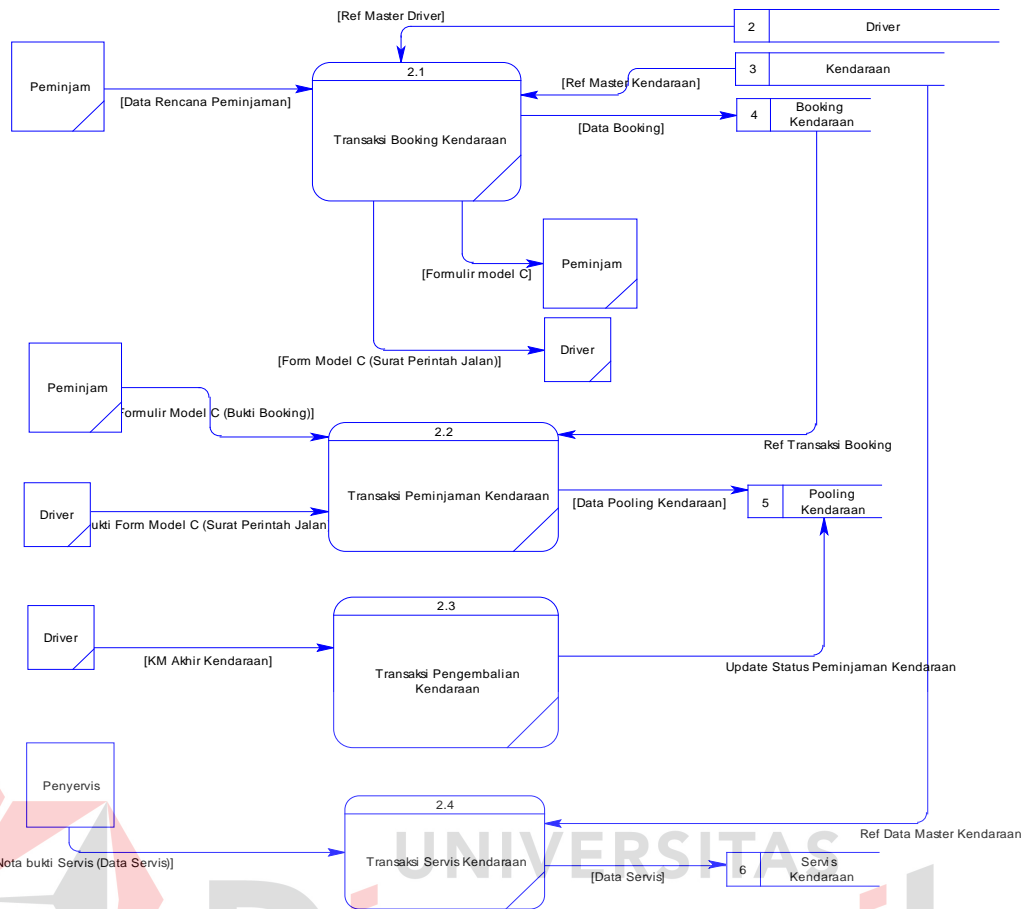 [Ref Master Driver]
2 Driver
Peminjam
[Data Rencana Peminjaman]
2.1
Transaksi Booking Kendaraan
[Ref Master Kendaraan]
3 Kendaraan
[Data Booking]
4 Booking
Kendaraan
[Formulir model C]
Peminjam
[Form Model C (Surat Perintah Jalan)]
Driver
Peminjam
Formulir Model C (Bukti Booking)]
2.2
Transaksi Peminjaman Kendaraan
Ref Transaksi Booking
Driver
ukti Form Model C (Surat Perintah Jalan
[Data Pooling Kendaraan]
5 Pooling
Kendaraan
Driver
[KM Akhir Kendaraan]
2.3
Transaksi Pengembalian
Kendaraan
Update Status Peminjaman Kendaraan
Penyervis
Nota bukti Servis (Data Servis)]
2.4
Transaksi Servis Kendaraan
Ref Data Master Kendaraan
[Data Servis]
6 Servis
Kendaraan
UNIVERSITAS